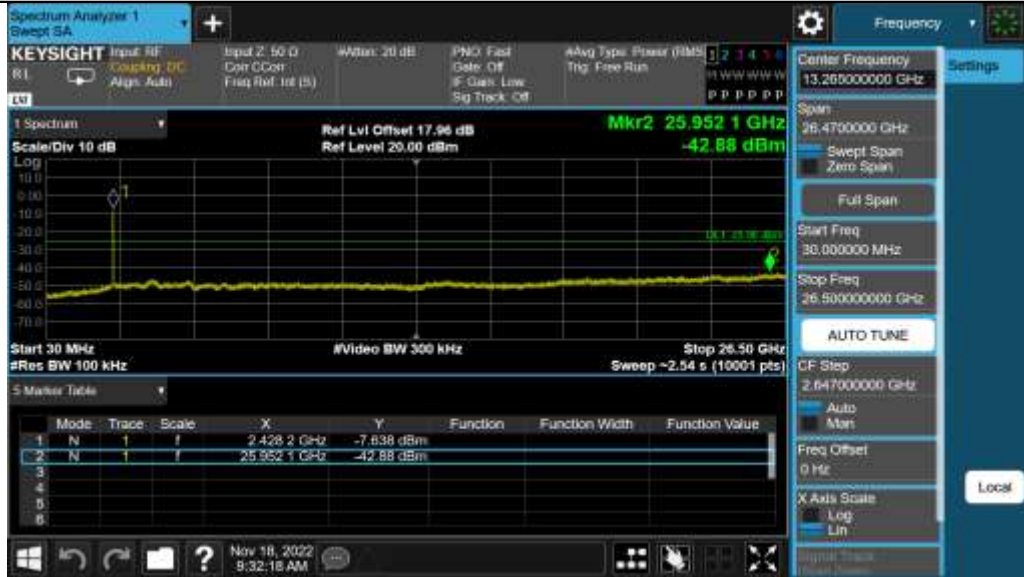 Spectrum Analyzer 1
Swept SA
+
Frequency
KEYSIGHT
RL
LXI
Input: RF
Coupling: DC
Align: Auto
Input Z: 50 Ω
Corr CCorr
Freq Ref: Int (S)
#Atten: 20 dB
PNO: Fast
Gate: Off
IF Gain: Low
Sig Track: Off
#Avg Type: Power (RMS)
Trig: Free Run
1 2 3 4 5 6
M W W W W W
P P P P P P
Center Frequency
13.265000000 GHz
Settings
1 Spectrum
Scale/Div 10 dB
Ref Lvl Offset 17.96 dB
Ref Level 20.00 dBm
Mkr2 25.952 1 GHz
-42.88 dBm
Span
26.4700000 GHz
Swept Span
Zero Span
Full Span
Log
10.0
0.00
-10.0
-20.0
-30.0
-40.0
-50.0
-60.0
-70.0
1
2
Start Freq
30.000000 MHz
Stop Freq
26.500000000 GHz
AUTO TUNE
Start 30 MHz
#Res BW 100 kHz
#Video BW 300 kHz
Stop 26.50 GHz
Sweep ~2.54 s (10001 pts)
CF Step
2.647000000 GHz
Auto
Man
5 Marker Table
Mode Trace Scale X Y Function Function Width Function Value
1 N 1 f 2.428 2 GHz -7.638 dBm
2 N 1 f 25.952 1 GHz -42.88 dBm
3
4
5
6
Freq Offset
0 Hz
X Axis Scale
Log
Lin
Local
Signal Track
?
Nov 18, 2022
9:32:18 AM